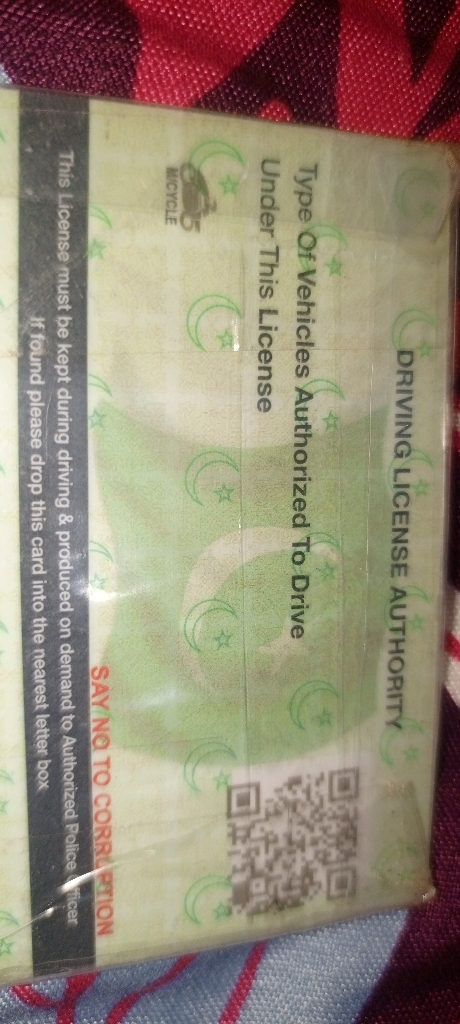 DRIVING LICENSE AUTHORITY
Type Of Vehicles Authorized To Drive
Under This License
M/CYCLE
SAY NO TO CORRUPTION
This License must be kept during driving & produced on demand to Authorized Police Officer
If found please drop this card into the nearest letter box